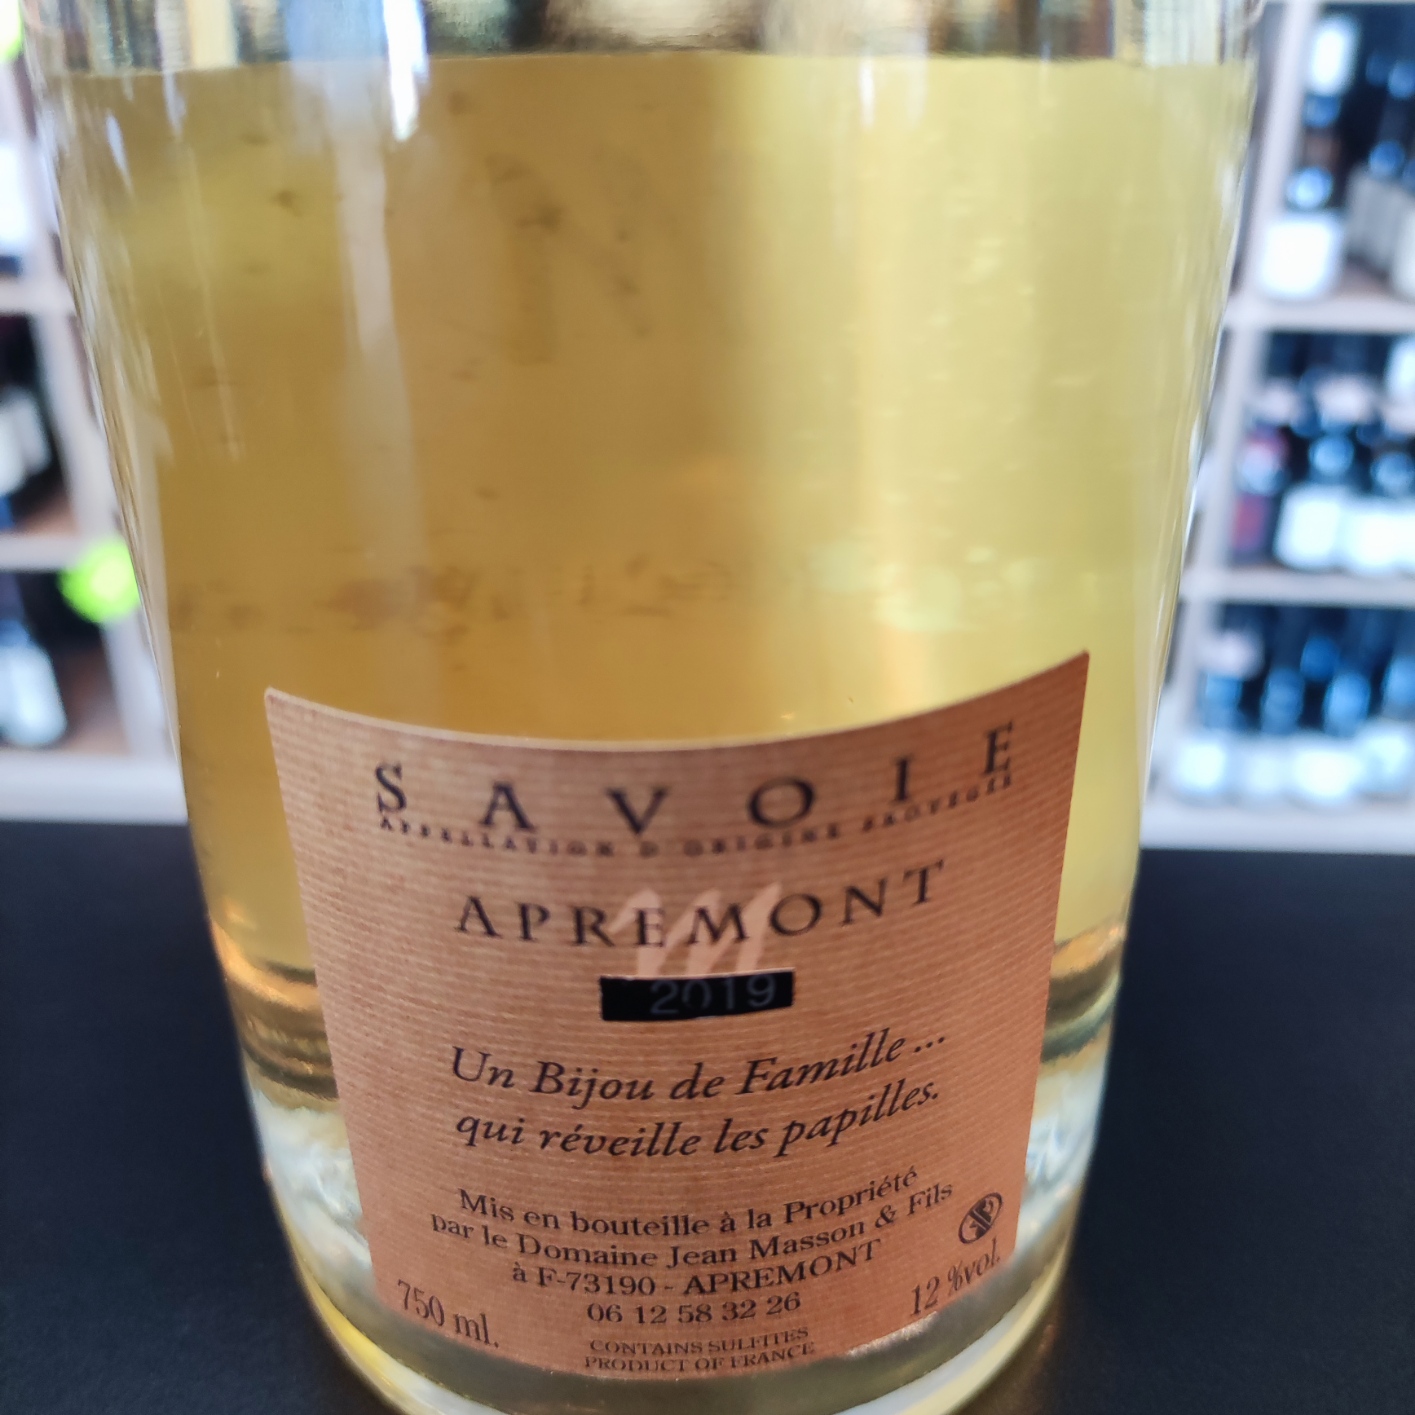 SAVOIE
APPELLATION D'ORIGINE PROTÉGÉE
m
APREMONT
2019
Un Bijou de Famille ...
qui réveille les papilles.
Mis en bouteille à la Propriété
par le Domaine Jean Masson & Fils
à F-73190 - APREMONT
06 12 58 32 26
750 ml.
12 %vol.
CONTAINS SULFITES
PRODUCT OF FRANCE